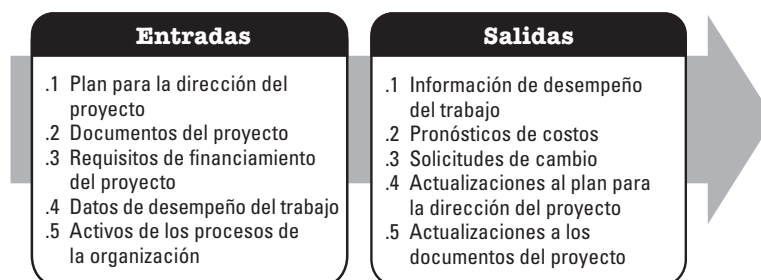 Entradas
.1 Plan para la dirección del
proyecto
.2 Documentos del proyecto
.3 Requisitos de financiamiento
del proyecto
.4 Datos de desempeño del trabajo
.5 Activos de los procesos de
la organización
Salidas
.1 Información de desempeño
del trabajo
.2 Pronósticos de costos
.3 Solicitudes de cambio
.4 Actualizaciones al plan para
la dirección del proyecto
.5 Actualizaciones a los
documentos del proyecto